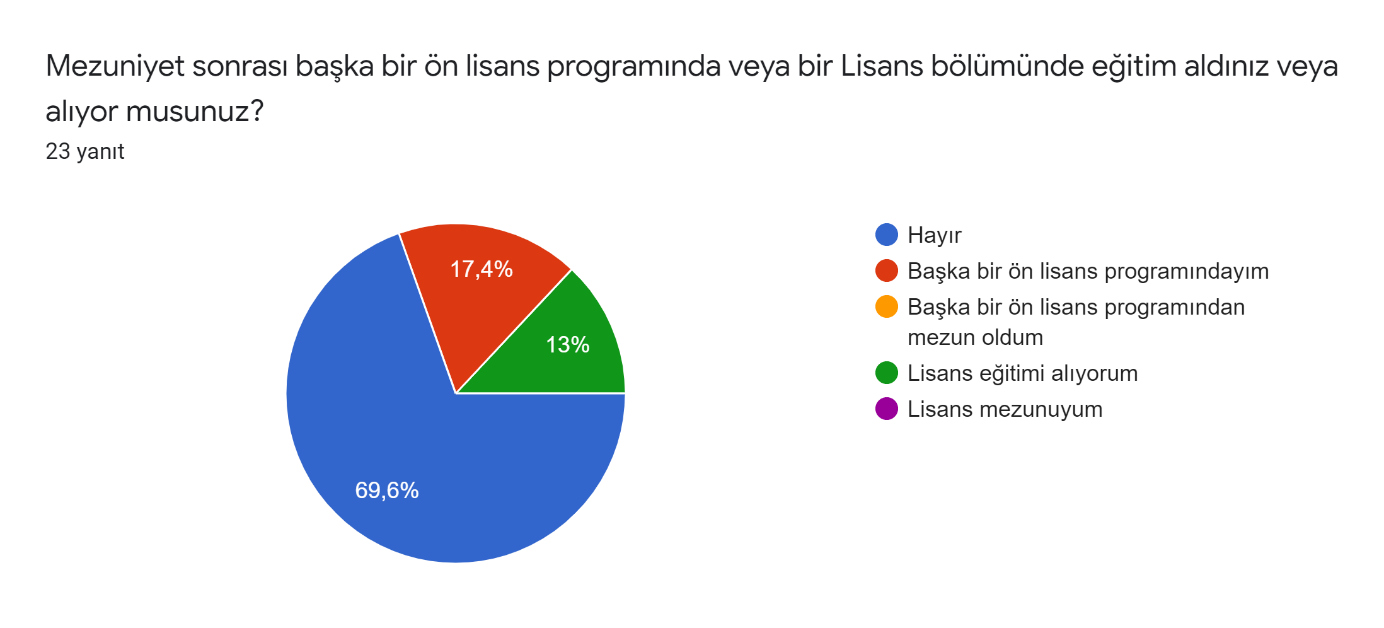 Mezuniyet sonrası başka bir ön lisans programında veya bir Lisans bölümünde eğitim aldınız veya
alıyor musunuz?
23 yanıt
17,4%
13%
69,6%
Hayır
Başka bir ön lisans programındayım
Başka bir ön lisans programından
mezun oldum
Lisans eğitimi alıyorum
Lisans mezunuyum